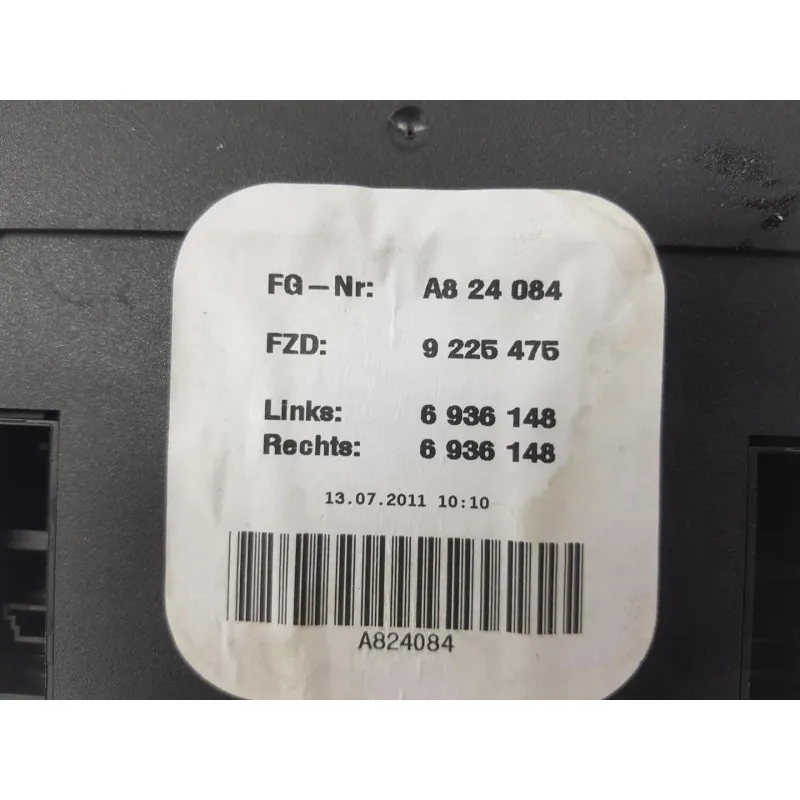 FG-Nr: A8 24 084
FZD: 9 225 475
Links: 6 936 148
Rechts: 6 936 148
13.07.2011 10:10
A824084